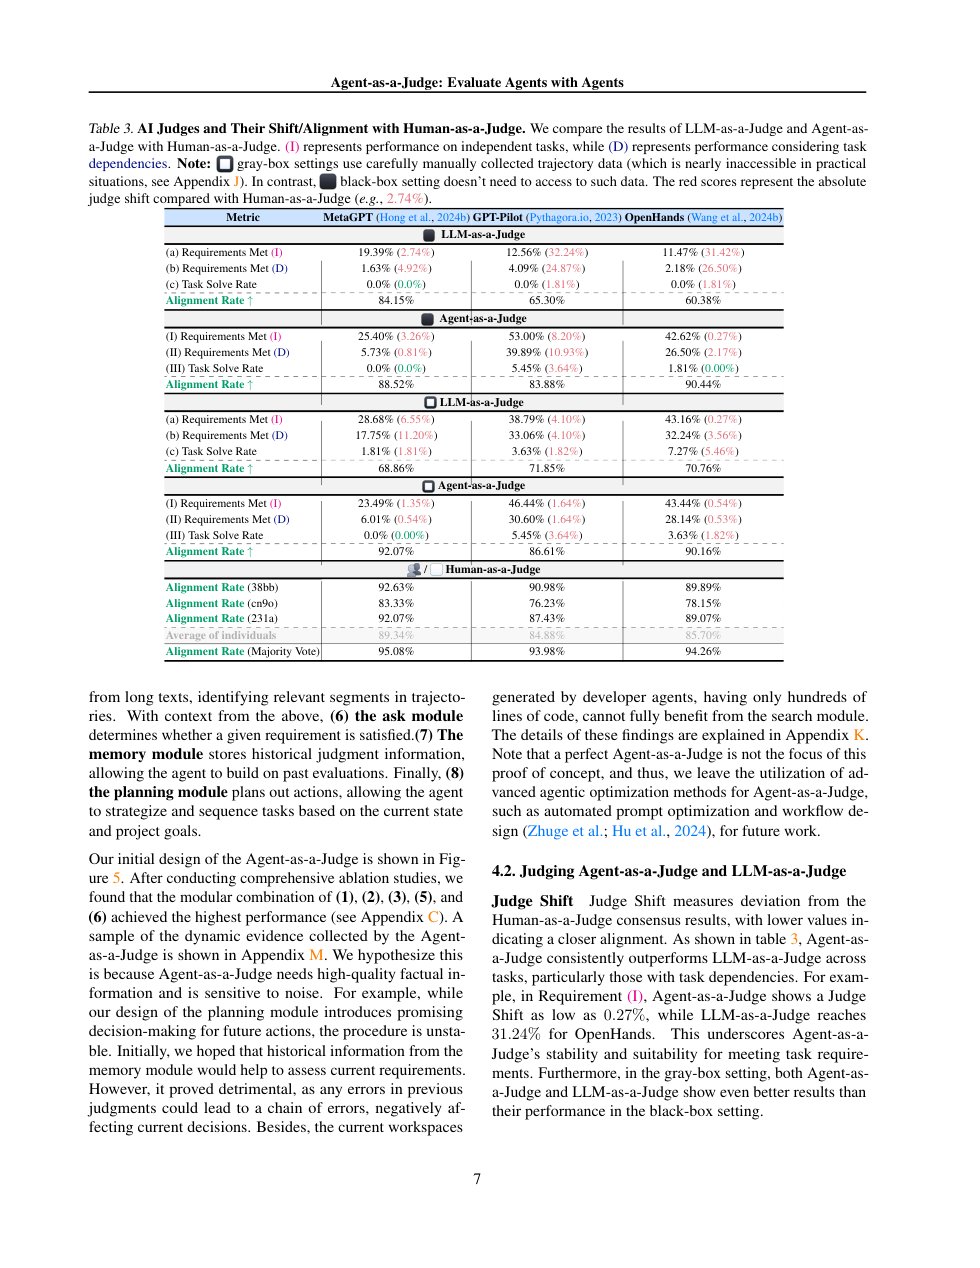 Agent-as-a-Judge: Evaluate Agents with Agents
Table 3. AI Judges and Their Shift/Alignment with Human-as-a-Judge. We compare the results of LLM-as-a-Judge and Agent-as-
a-Judge with Human-as-a-Judge. (I) represents performance on independent tasks, while (D) represents performance considering task
dependencies. Note: gray-box settings use carefully manually collected trajectory data (which is nearly inaccessible in practical
situations, see Appendix J). In contrast, black-box setting doesn't need to access to such data. The red scores represent the absolute
judge shift compared with Human-as-a-Judge (e.g., 2.74%).
Metric MetaGPT (Hong et al., 2024b) GPT-Pilot (Pythagora.io, 2023) OpenHands (Wang et al., 2024b)
LLM-as-a-Judge
(a) Requirements Met (I) 19.39% (2.74%) 12.56% (32.24%) 11.47% (31.42%)
(b) Requirements Met (D) 1.63% (4.92%) 4.09% (24.87%) 2.18% (26.50%)
(c) Task Solve Rate 0.0% (0.0%) 0.0% (1.81%) 0.0% (1.81%)
Alignment Rate ↑ 84.15% 65.30% 60.38%
Agent-as-a-Judge
(I) Requirements Met (I) 25.40% (3.26%) 53.00% (8.20%) 42.62% (0.27%)
(II) Requirements Met (D) 5.73% (0.81%) 39.89% (10.93%) 26.50% (2.17%)
(III) Task Solve Rate 0.0% (0.0%) 5.45% (3.64%) 1.81% (0.00%)
Alignment Rate ↑ 88.52% 83.88% 90.44%
LLM-as-a-Judge
(a) Requirements Met (I) 28.68% (6.55%) 38.79% (4.10%) 43.16% (0.27%)
(b) Requirements Met (D) 17.75% (11.20%) 33.06% (4.10%) 32.24% (3.56%)
(c) Task Solve Rate 1.81% (1.81%) 3.63% (1.82%) 7.27% (5.46%)
Alignment Rate ↑ 68.86% 71.85% 70.76%
Agent-as-a-Judge
(I) Requirements Met (I) 23.49% (1.35%) 46.44% (1.64%) 43.44% (0.54%)
(II) Requirements Met (D) 6.01% (0.54%) 30.60% (1.64%) 28.14% (0.53%)
(III) Task Solve Rate 0.0% (0.00%) 5.45% (3.64%) 3.63% (1.82%)
Alignment Rate ↑ 92.07% 86.61% 90.16%
/ Human-as-a-Judge
Alignment Rate (38bb) 92.63% 90.98% 89.89%
Alignment Rate (cn9o) 83.33% 76.23% 78.15%
Alignment Rate (231a) 92.07% 87.43% 89.07%
Average of individuals 89.34% 84.88% 85.70%
Alignment Rate (Majority Vote) 95.08% 93.98% 94.26%
from long texts, identifying relevant segments in trajecto-
ries. With context from the above, (6) the ask module
determines whether a given requirement is satisfied.(7) The
memory module stores historical judgment information,
allowing the agent to build on past evaluations. Finally, (8)
the planning module plans out actions, allowing the agent
to strategize and sequence tasks based on the current state
and project goals.
Our initial design of the Agent-as-a-Judge is shown in Fig-
ure 5. After conducting comprehensive ablation studies, we
found that the modular combination of (1), (2), (3), (5), and
(6) achieved the highest performance (see Appendix C). A
sample of the dynamic evidence collected by the Agent-
as-a-Judge is shown in Appendix M. We hypothesize this
is because Agent-as-a-Judge needs high-quality factual in-
formation and is sensitive to noise. For example, while
our design of the planning module introduces promising
decision-making for future actions, the procedure is unsta-
ble. Initially, we hoped that historical information from the
memory module would help to assess current requirements.
However, it proved detrimental, as any errors in previous
judgments could lead to a chain of errors, negatively af-
fecting current decisions. Besides, the current workspaces
generated by developer agents, having only hundreds of
lines of code, cannot fully benefit from the search module.
The details of these findings are explained in Appendix K.
Note that a perfect Agent-as-a-Judge is not the focus of this
proof of concept, and thus, we leave the utilization of ad-
vanced agentic optimization methods for Agent-as-a-Judge,
such as automated prompt optimization and workflow de-
sign (Zhuge et al.; Hu et al., 2024), for future work.
4.2. Judging Agent-as-a-Judge and LLM-as-a-Judge
Judge Shift Judge Shift measures deviation from the
Human-as-a-Judge consensus results, with lower values in-
dicating a closer alignment. As shown in table 3, Agent-as-
a-Judge consistently outperforms LLM-as-a-Judge across
tasks, particularly those with task dependencies. For exam-
ple, in Requirement (I), Agent-as-a-Judge shows a Judge
Shift as low as 0.27%, while LLM-as-a-Judge reaches
31.24% for OpenHands. This underscores Agent-as-a-
Judge's stability and suitability for meeting task require-
ments. Furthermore, in the gray-box setting, both Agent-as-
a-Judge and LLM-as-a-Judge show even better results than
their performance in the black-box setting.
7